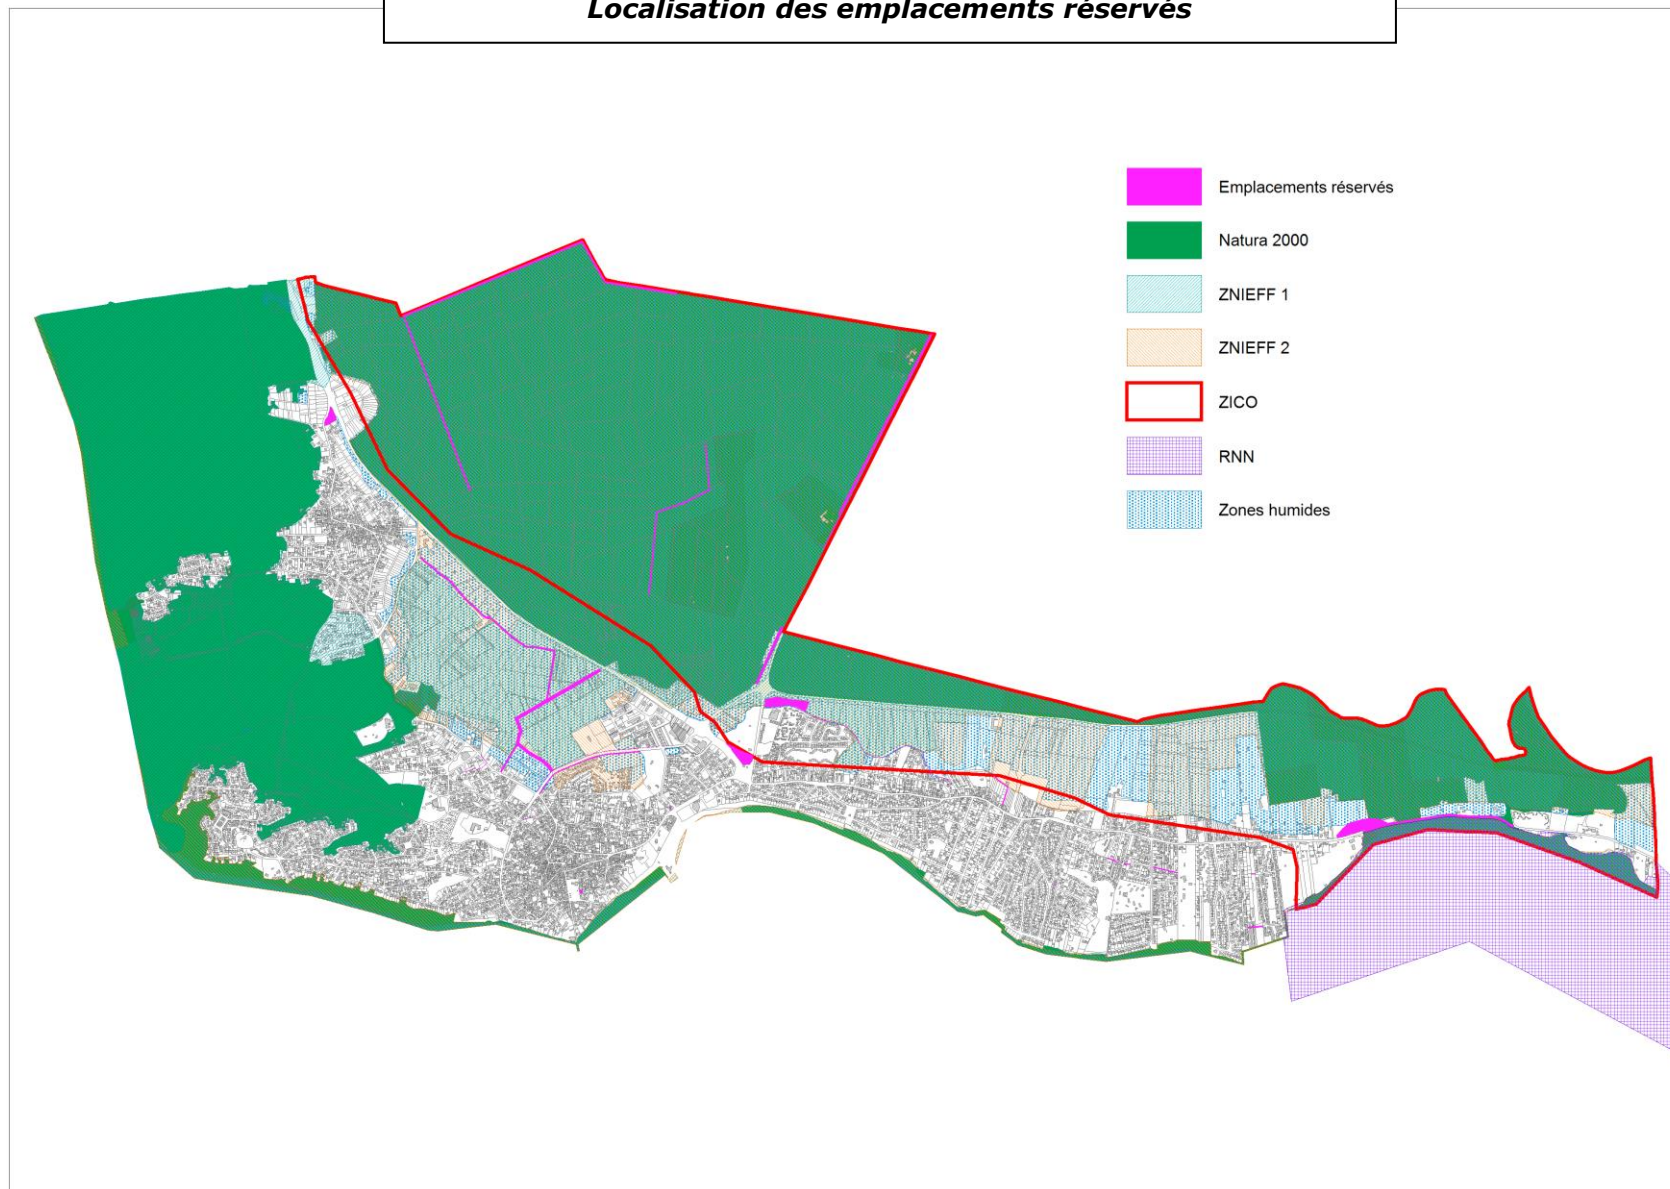 Localisation des emplacements réservés
Emplacements réservés
Natura 2000
ZNIEFF 1
ZNIEFF 2
ZICO
RNN
Zones humides